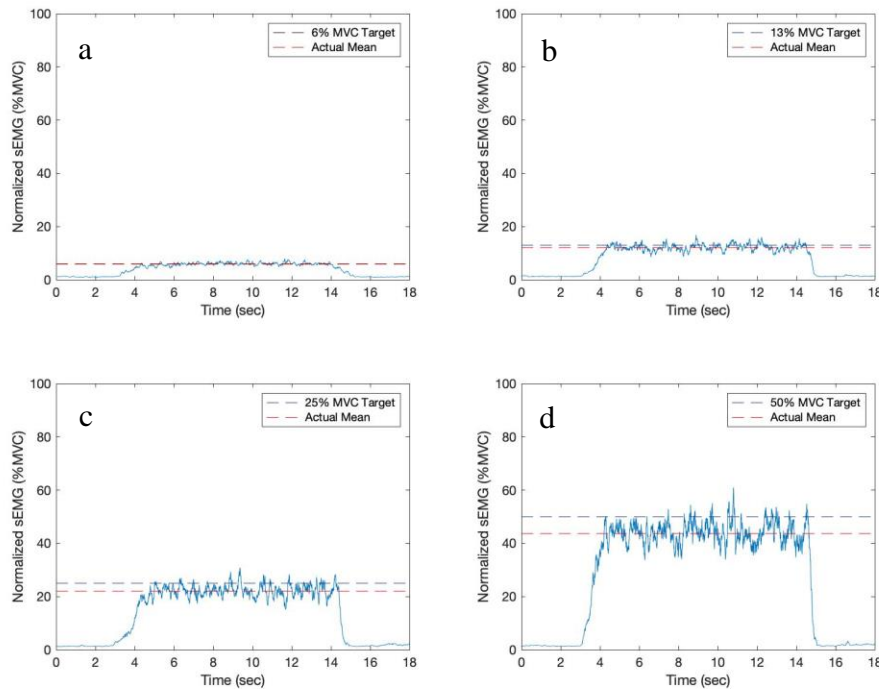 a
6% MVC Target
Actual Mean
Normalized sEMG (%MVC)
100
80
60
40
20
0
0 2 4 6 8 10 12 14 16 18
Time (sec)
b
13% MVC Target
Actual Mean
Normalized sEMG (%MVC)
100
80
60
40
20
0
0 2 4 6 8 10 12 14 16 18
Time (sec)
c
25% MVC Target
Actual Mean
Normalized sEMG (%MVC)
100
80
60
40
20
0
0 2 4 6 8 10 12 14 16 18
Time (sec)
d
50% MVC Target
Actual Mean
Normalized sEMG (%MVC)
100
80
60
40
20
0
0 2 4 6 8 10 12 14 16 18
Time (sec)